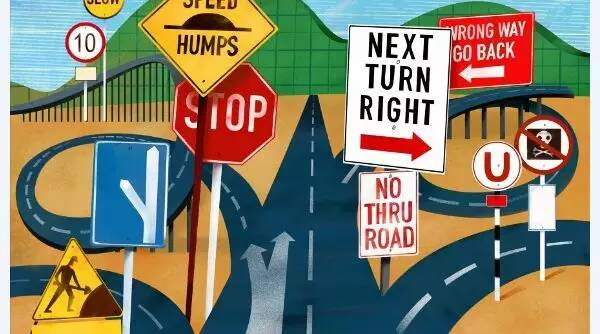 SLOW
10
SPEED
HUMPS
STOP
NEXT
TURN
RIGHT
WRONG WAY
GO BACK
U
NO
THRU
ROAD